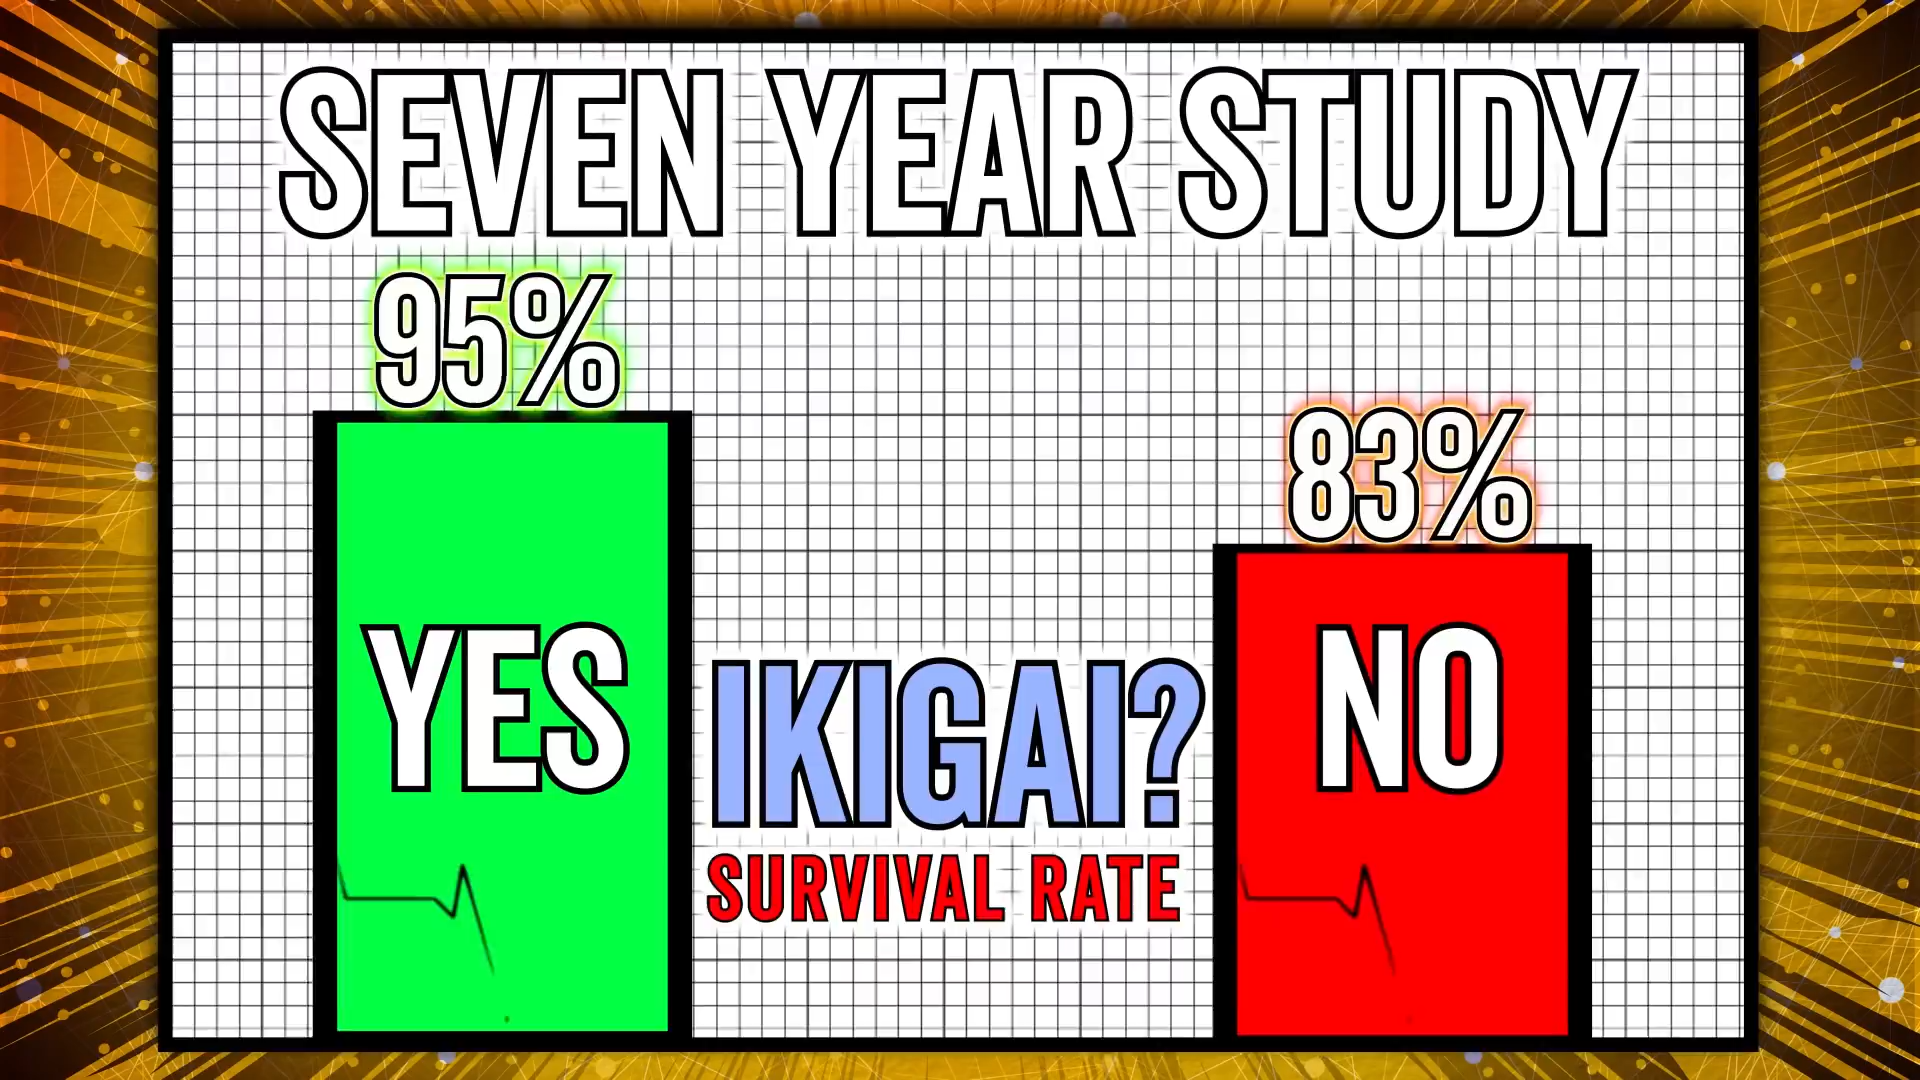 SEVEN YEAR STUDY
95%
83%
YES
NO
IKIGAI?
SURVIVAL RATE